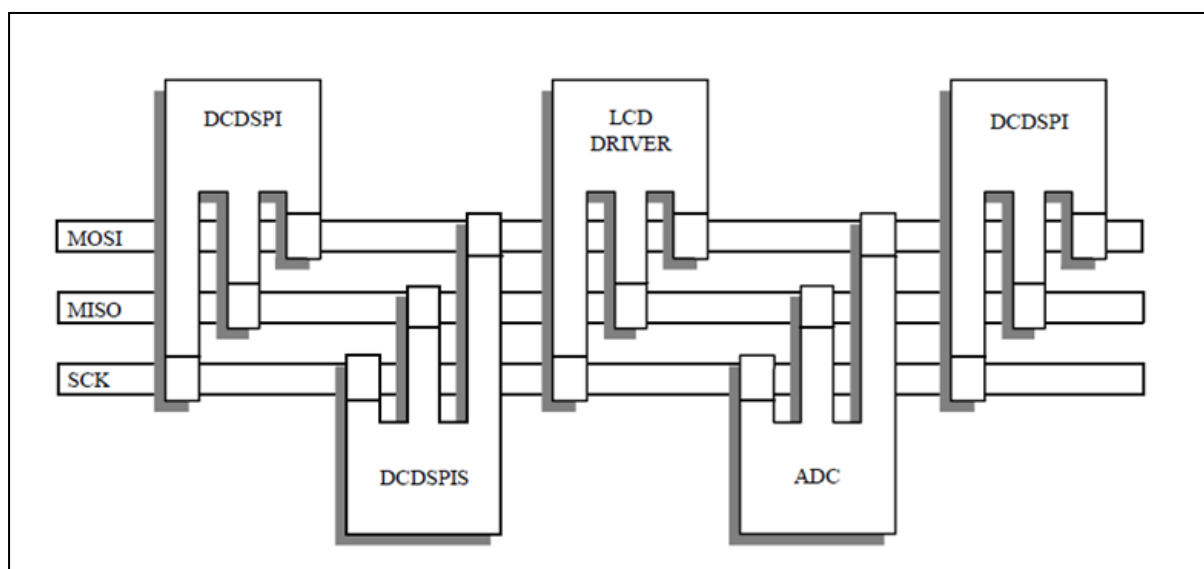 DCDSPI
LCD
DRIVER
DCDSPI
MOSI
MISO
SCK
DCDSPIS
ADC